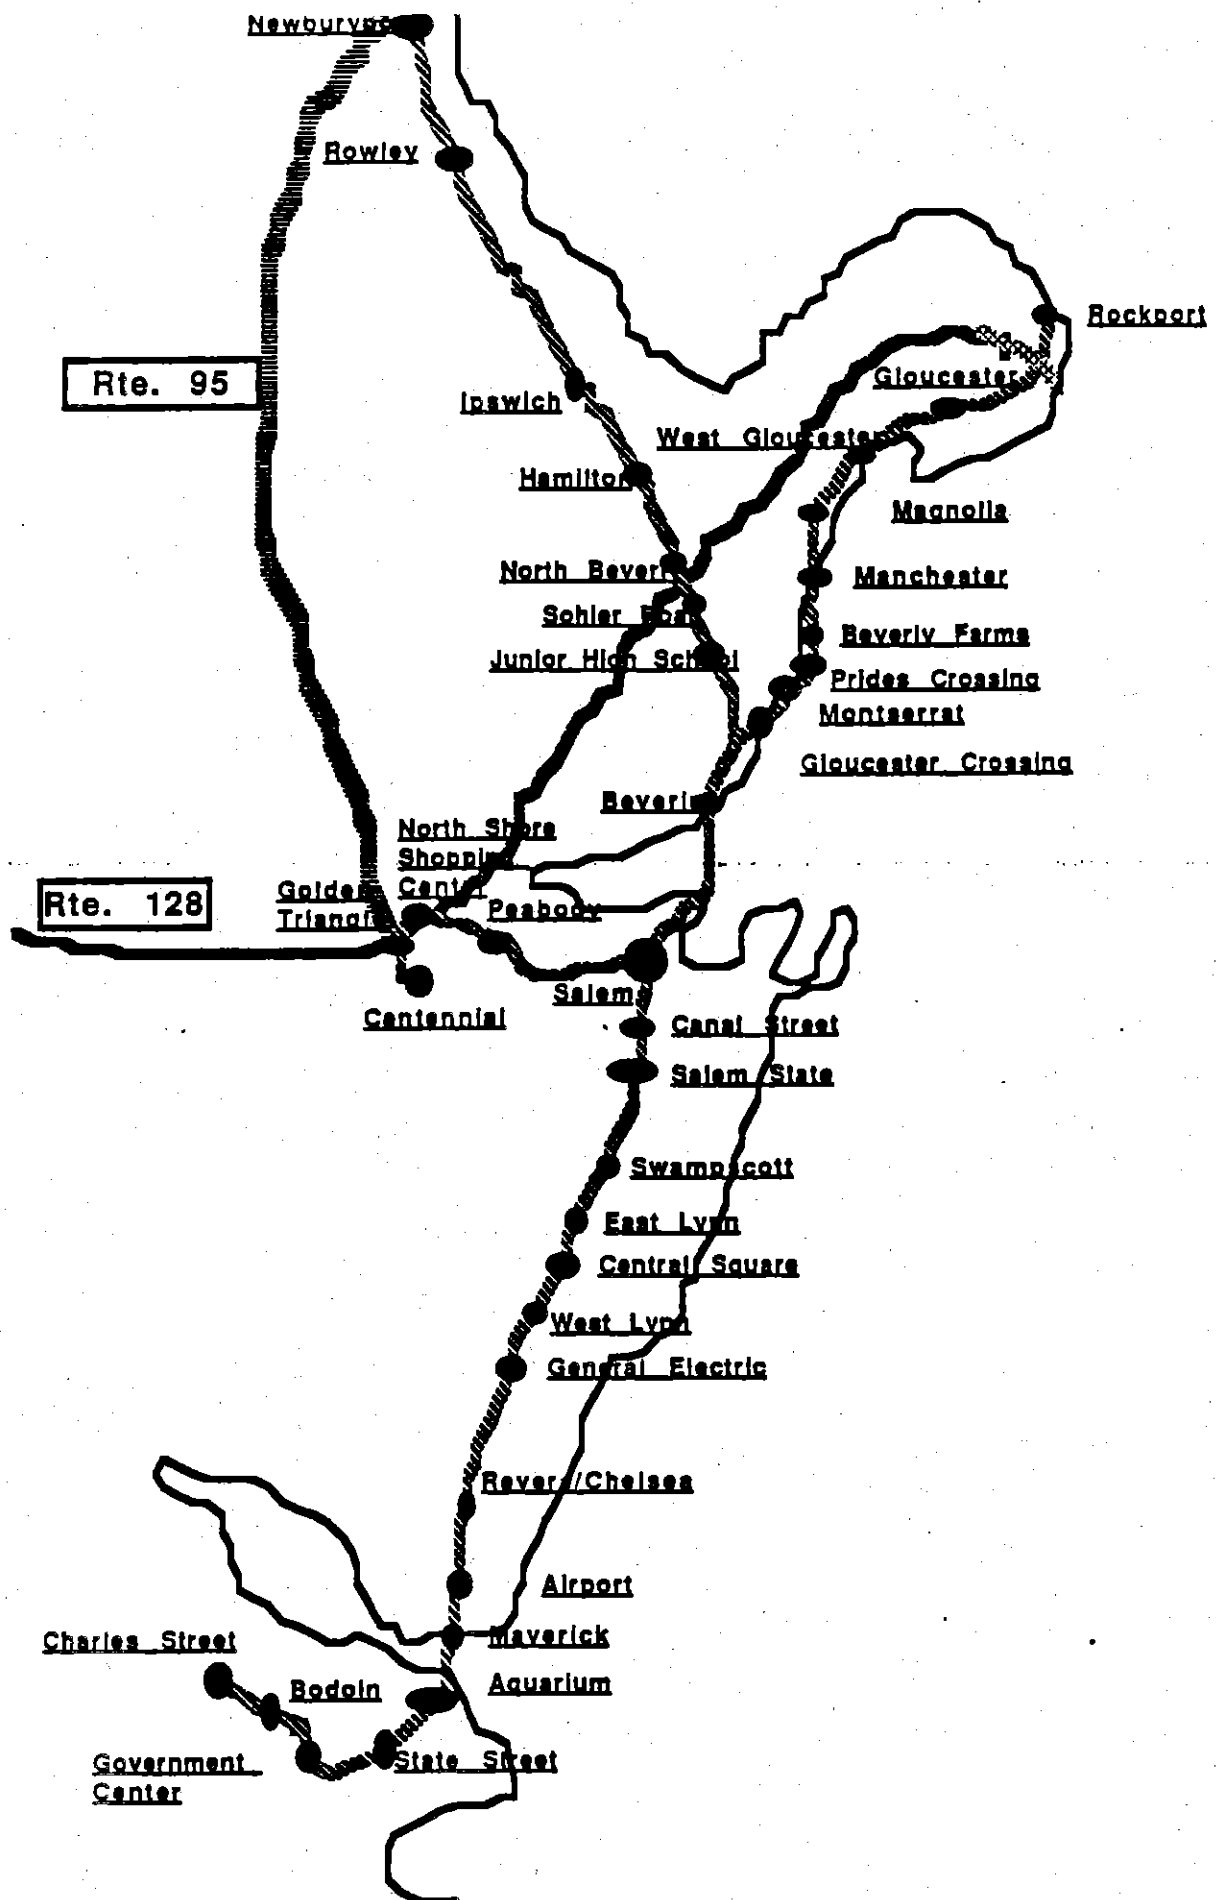 Newburypo
Rowley
Rockport
Rte. 95
Gloucester
Ipswich
West Gloucester
Hamilton
Magnolia
North Beverl
Manchester
Sohier Roa
Beverly Farms
Junior High School
Prides Crossing
Montserrat
Gloucester Crossing
Beverly
North Shore
Shopping
Center
Golden
Triangle
Rte. 128
Peabody
Salem
Centennial
Canal Street
Salem State
Swampscott
East Lynn
Central Square
West Lynn
General Electric
Revere/Chelsea
Airport
Charles Street
Maverick
Bodoin
Aquarium
Government
Center
State Street